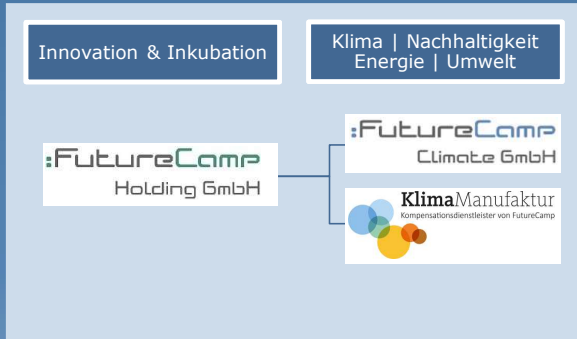 Innovation & Inkubation
Klima | Nachhaltigkeit
Energie | Umwelt
:FutureCamp
Holding GmbH
:FutureCamp
Climate GmbH
KlimaManufaktur
Kompensationsdienstleister von FutureCamp